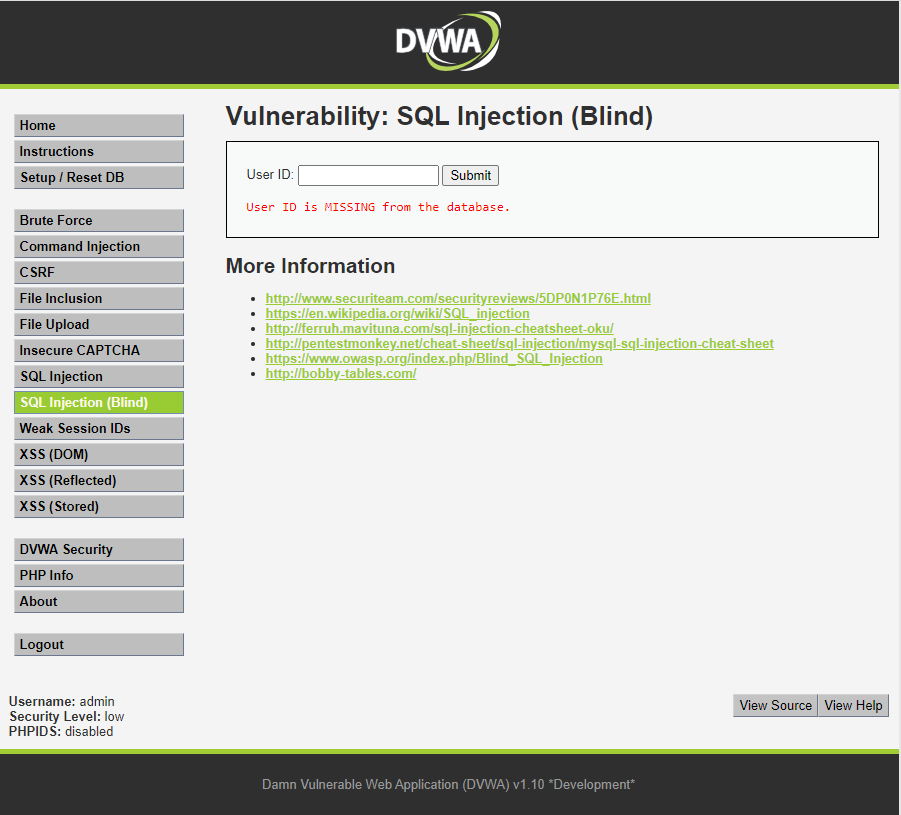 DVWA
Home
Instructions
Setup / Reset DB
Brute Force
Command Injection
CSRF
File Inclusion
File Upload
Insecure CAPTCHA
SQL Injection
SQL Injection (Blind)
Weak Session IDs
XSS (DOM)
XSS (Reflected)
XSS (Stored)
DVWA Security
PHP Info
About
Logout
Vulnerability: SQL Injection (Blind)
User ID: Submit
User ID is MISSING from the database.
More Information
http://www.securiteam.com/securityreviews/5DP0N1P76E.html
https://en.wikipedia.org/wiki/SQL_injection
http://ferruh.mavituna.com/sql-injection-cheatsheet-oku/
http://pentestmonkey.net/cheat-sheet/sql-injection/mysql-sql-injection-cheat-sheet
https://www.owasp.org/index.php/Blind_SQL_Injection
http://bobby-tables.com/
Username: admin
Security Level: low
PHPIDS: disabled
View Source View Help
Damn Vulnerable Web Application (DVWA) v1.10 *Development*